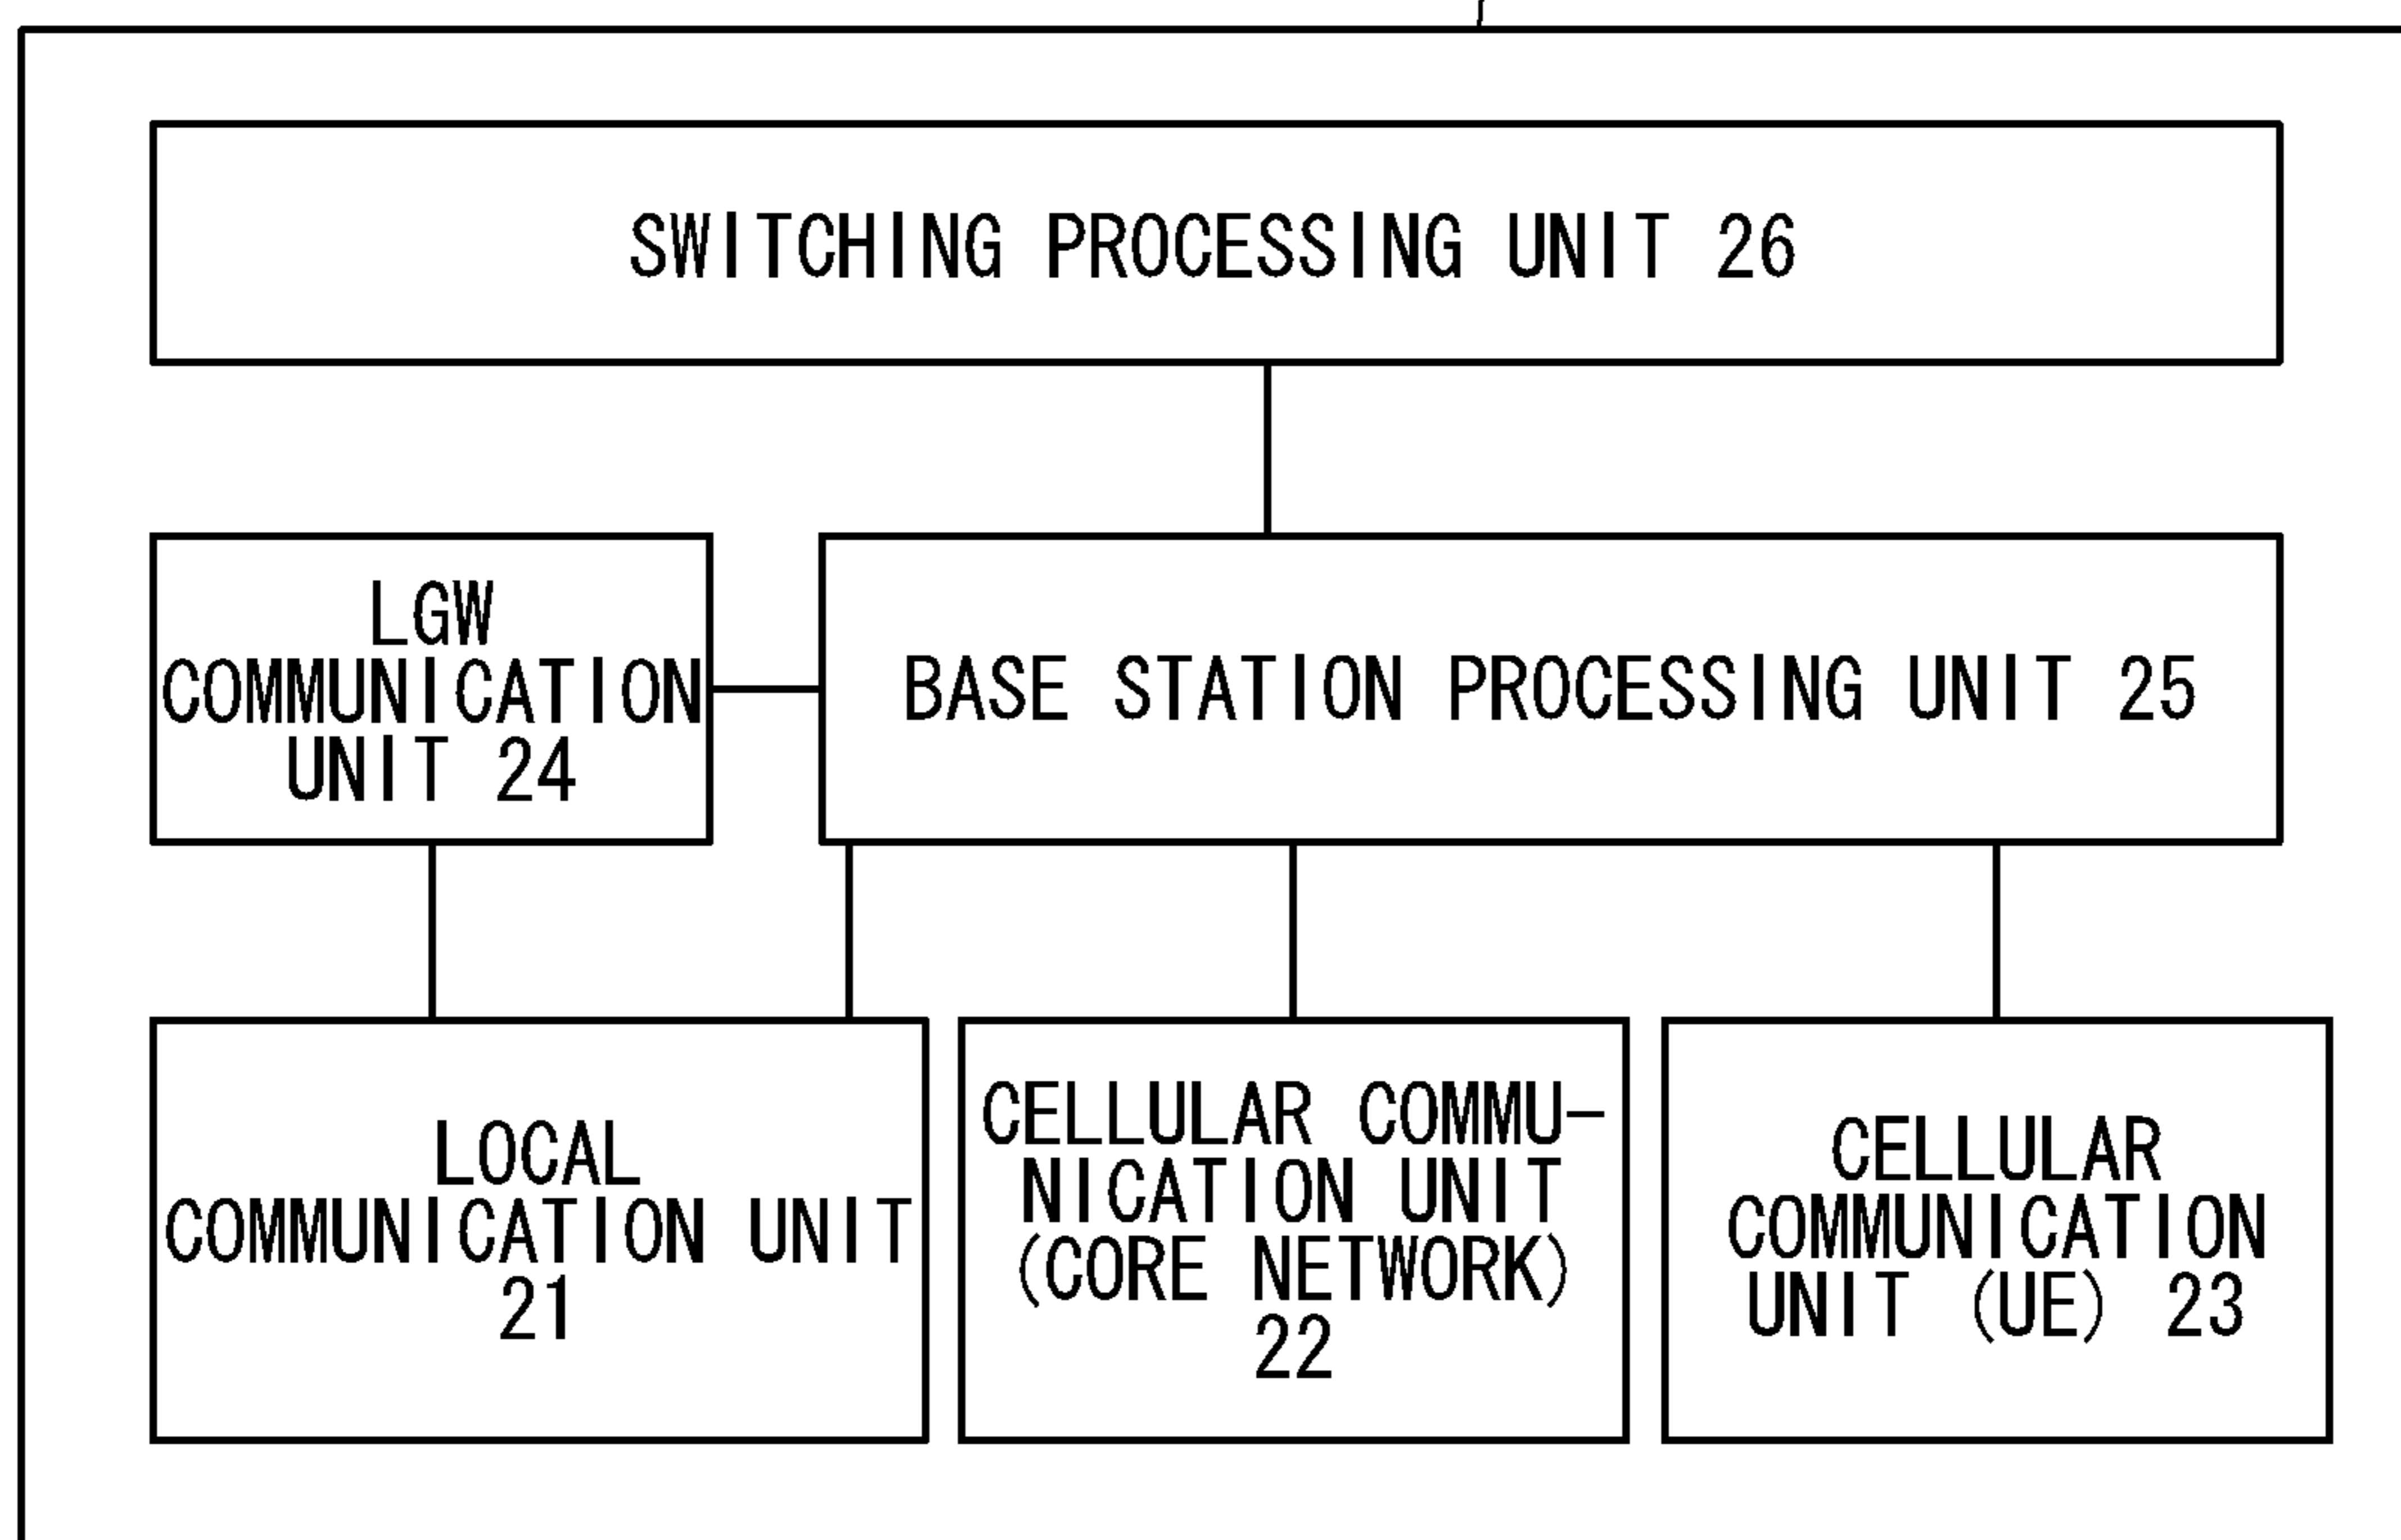 SWITCHING PROCESSING UNIT 26
LGW
COMMUNICATION
UNIT 24
BASE STATION PROCESSING UNIT 25
LOCAL
COMMUNICATION UNIT
21
CELLULAR COMMU-
NICATION UNIT
(CORE NETWORK)
22
CELLULAR
COMMUNICATION
UNIT (UE) 23